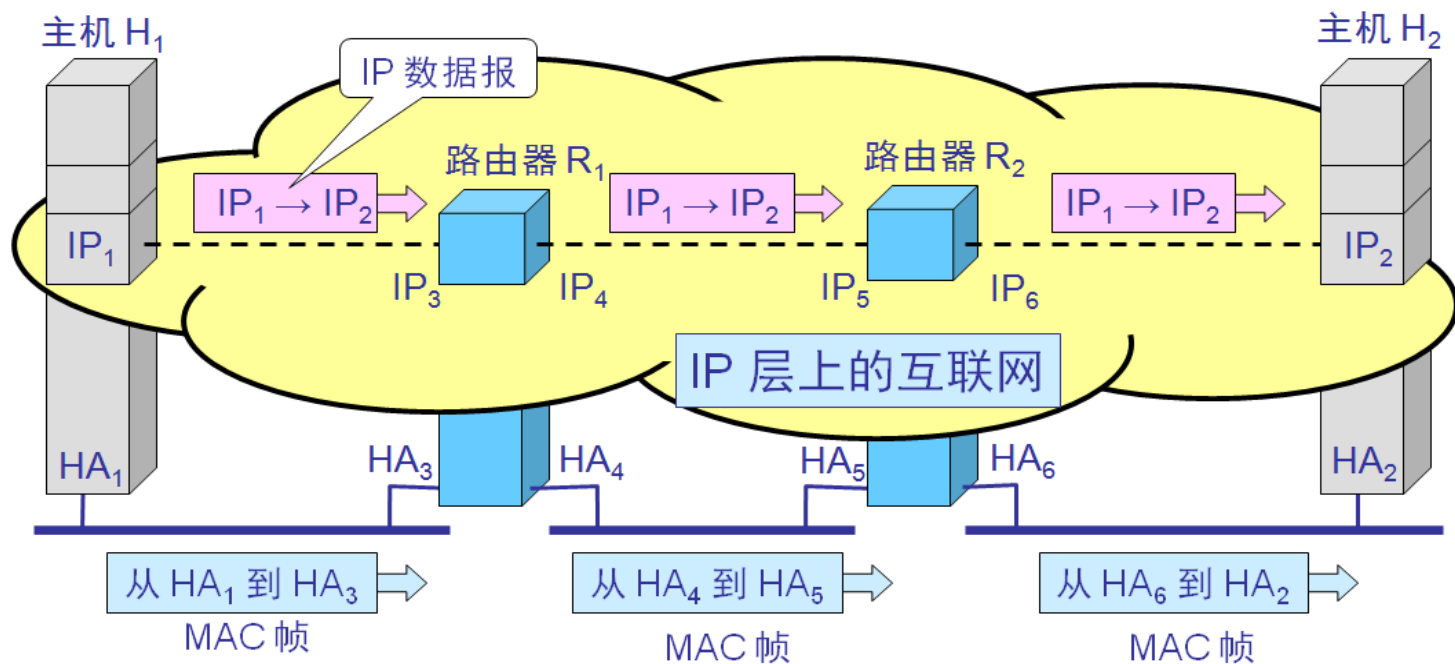 主机 H₁
主机 H₂
IP 数据报
路由器 R₁
路由器 R₂
IP₁ → IP₂
IP₁ → IP₂
IP₁ → IP₂
IP₁
IP₂
IP₃
IP₄
IP₅
IP₆
IP 层上的互联网
HA₁
HA₃
HA₄
HA₅
HA₆
HA₂
从 HA₁ 到 HA₃
从 HA₄ 到 HA₅
从 HA₆ 到 HA₂
MAC 帧
MAC 帧
MAC 帧